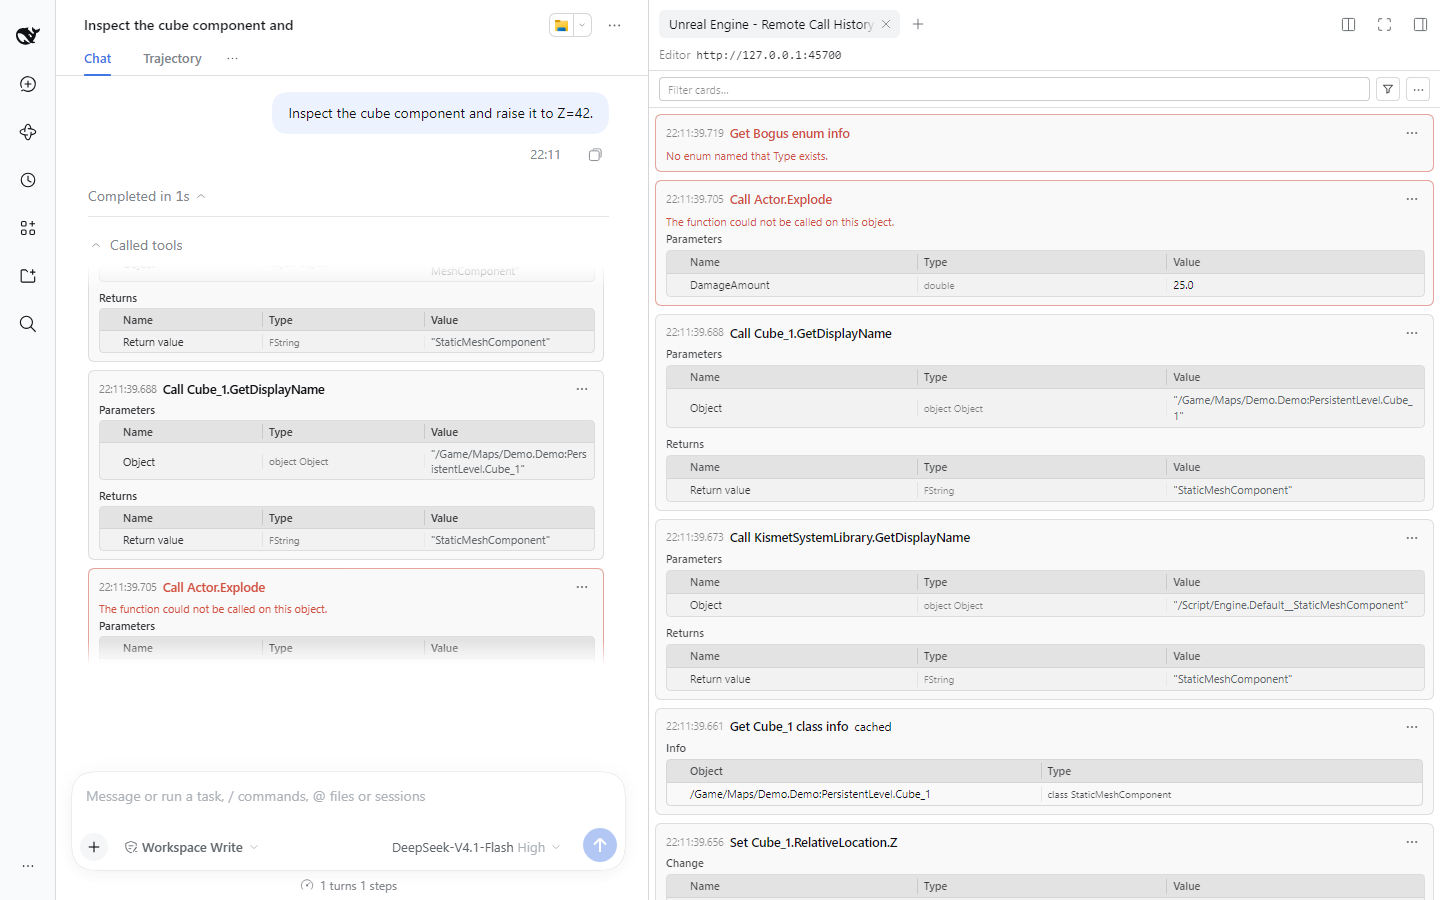 Inspect the cube component and
Chat
Trajectory
Inspect the cube component and raise it to Z=42.
22:11
Completed in 1s
Called tools
MeshComponent"
Returns
Name Type Value
Return value FString "StaticMeshComponent"
22:11:39.688 Call Cube_1.GetDisplayName
Parameters
Name Type Value
Object object Object "/Game/Maps/Demo.Demo:Pers
istentLevel.Cube_1"
Returns
Name Type Value
Return value FString "StaticMeshComponent"
22:11:39.705 Call Actor.Explode
The function could not be called on this object.
Parameters
Name Type Value
Message or run a task, / commands, @ files or sessions
Workspace Write
DeepSeek-V4.1-Flash High
1 turns 1 steps
Unreal Engine - Remote Call History
Editor http://127.0.0.1:45700
Filter cards...
22:11:39.719 Get Bogus enum info
No enum named that Type exists.
22:11:39.705 Call Actor.Explode
The function could not be called on this object.
Parameters
Name Type Value
DamageAmount double 25.0
22:11:39.688 Call Cube_1.GetDisplayName
Parameters
Name Type Value
Object object Object "/Game/Maps/Demo.Demo:PersistentLevel.Cube_
1"
Returns
Name Type Value
Return value FString "StaticMeshComponent"
22:11:39.673 Call KismetSystemLibrary.GetDisplayName
Parameters
Name Type Value
Object object Object "/Script/Engine.Default__StaticMeshComponent"
Returns
Name Type Value
Return value FString "StaticMeshComponent"
22:11:39.661 Get Cube_1 class info cached
Info
Object Type
/Game/Maps/Demo.Demo:PersistentLevel.Cube_1 class StaticMeshComponent
22:11:39.656 Set Cube_1.RelativeLocation.Z
Change
Name Type Value